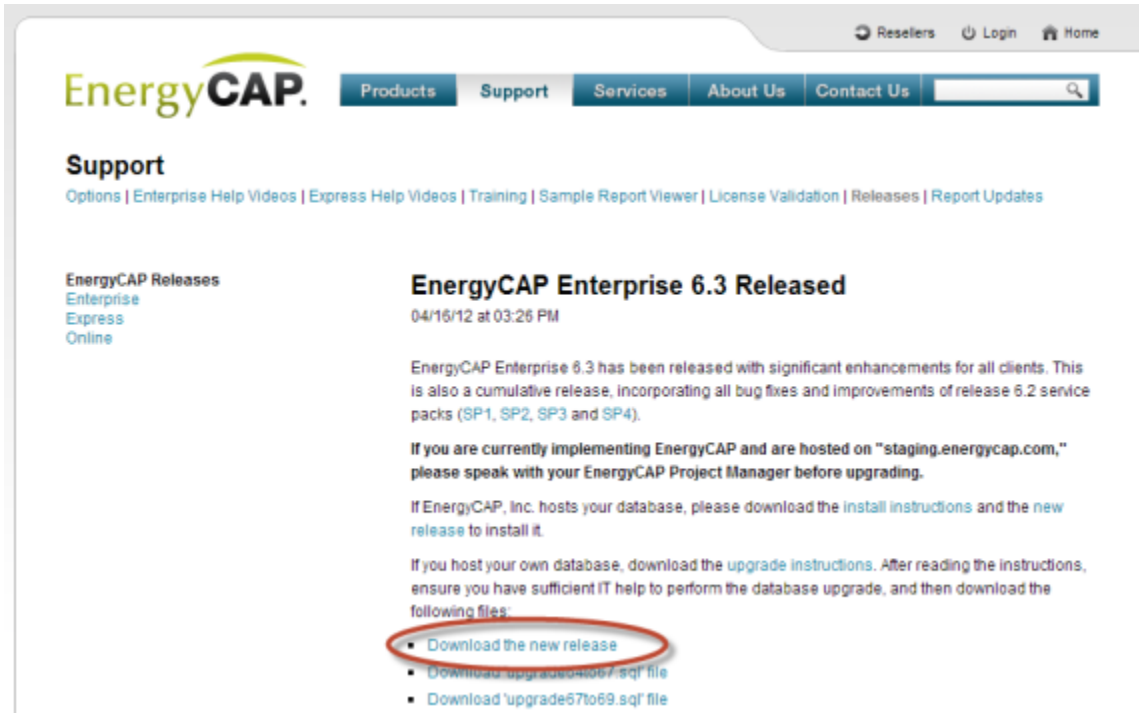 Resellers Login Home
EnergyCAP.
Products Support Services About Us Contact Us
Support
Options | Enterprise Help Videos | Express Help Videos | Training | Sample Report Viewer | License Validation | Releases | Report Updates
EnergyCAP Releases
Enterprise
Express
Online
EnergyCAP Enterprise 6.3 Released
04/16/12 at 03:26 PM
EnergyCAP Enterprise 6.3 has been released with significant enhancements for all clients. This
is also a cumulative release, incorporating all bug fixes and improvements of release 6.2 service
packs (SP1, SP2, SP3 and SP4).
If you are currently implementing EnergyCAP and are hosted on "staging.energycap.com,"
please speak with your EnergyCAP Project Manager before upgrading.
If EnergyCAP, Inc. hosts your database, please download the install instructions and the new
release to install it.
If you host your own database, download the upgrade instructions. After reading the instructions,
ensure you have sufficient IT help to perform the database upgrade, and then download the
following files:
Download the new release
Download 'upgrade64to67.sql' file
Download 'upgrade67to69.sql' file